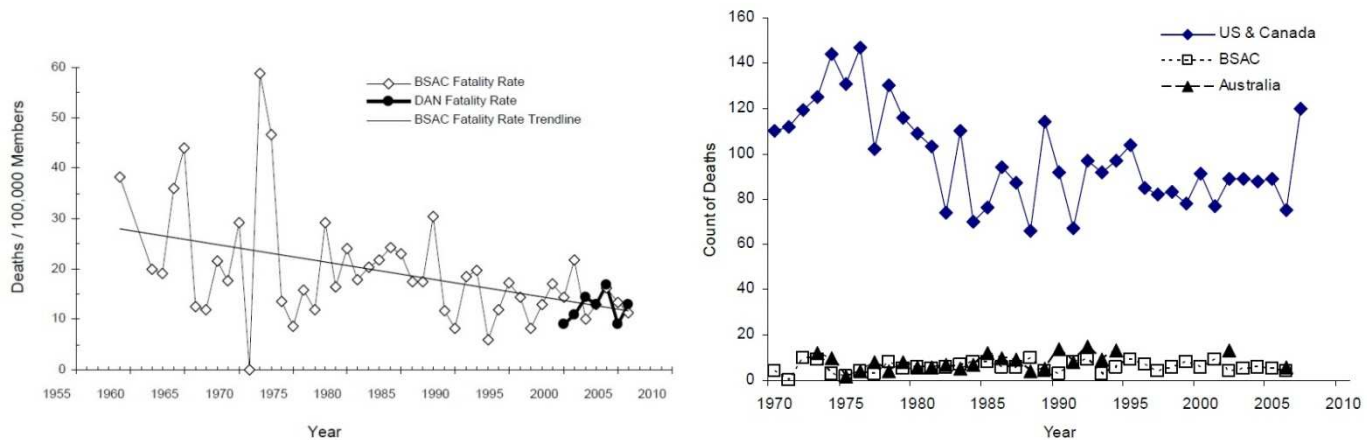 60
50
40
30
20
10
0
Deaths / 100,000 Members
BSAC Fatality Rate
DAN Fatality Rate
BSAC Fatality Rate Trendline
1955 1960 1965 1970 1975 1980 1985 1990 1995 2000 2005 2010
Year
160
140
120
100
80
60
40
20
0
Count of Deaths
US & Canada
BSAC
Australia
1970 1975 1980 1985 1990 1995 2000 2005 2010
Year